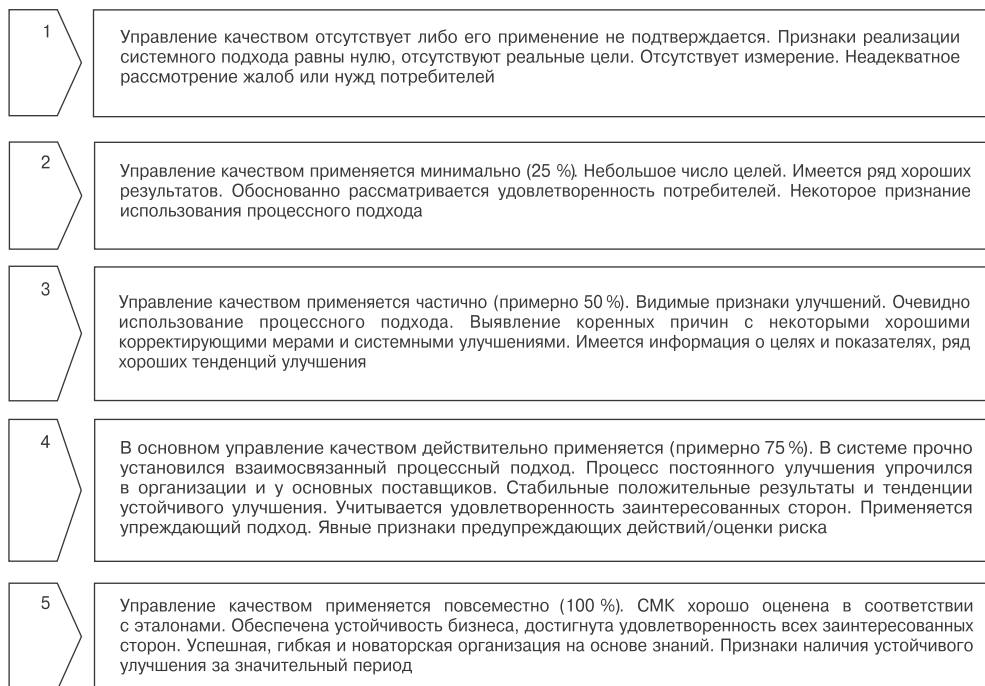 1
Управление качеством отсутствует либо его применение не подтверждается. Признаки реализации
системного подхода равны нулю, отсутствуют реальные цели. Отсутствует измерение. Неадекватное
рассмотрение жалоб или нужд потребителей
2
Управление качеством применяется минимально (25 %). Небольшое число целей. Имеется ряд хороших
результатов. Обоснованно рассматривается удовлетворенность потребителей. Некоторое признание
использования процессного подхода
3
Управление качеством применяется частично (примерно 50 %). Видимые признаки улучшений. Очевидно
использование процессного подхода. Выявление коренных причин с некоторыми хорошими
корректирующими мерами и системными улучшениями. Имеется информация о целях и показателях, ряд
хороших тенденций улучшения
4
В основном управление качеством действительно применяется (примерно 75 %). В системе прочно
установился взаимосвязанный процессный подход. Процесс постоянного улучшения упрочился
в организации и у основных поставщиков. Стабильные положительные результаты и тенденции
устойчивого улучшения. Учитывается удовлетворенность заинтересованных сторон. Применяется
упреждающий подход. Явные признаки предупреждающих действий/оценки риска
5
Управление качеством применяется повсеместно (100 %). СМК хорошо оценена в соответствии
с эталонами. Обеспечена устойчивость бизнеса, достигнута удовлетворенность всех заинтересованных
сторон. Успешная, гибкая и новаторская организация на основе знаний. Признаки наличия устойчивого
улучшения за значительный период